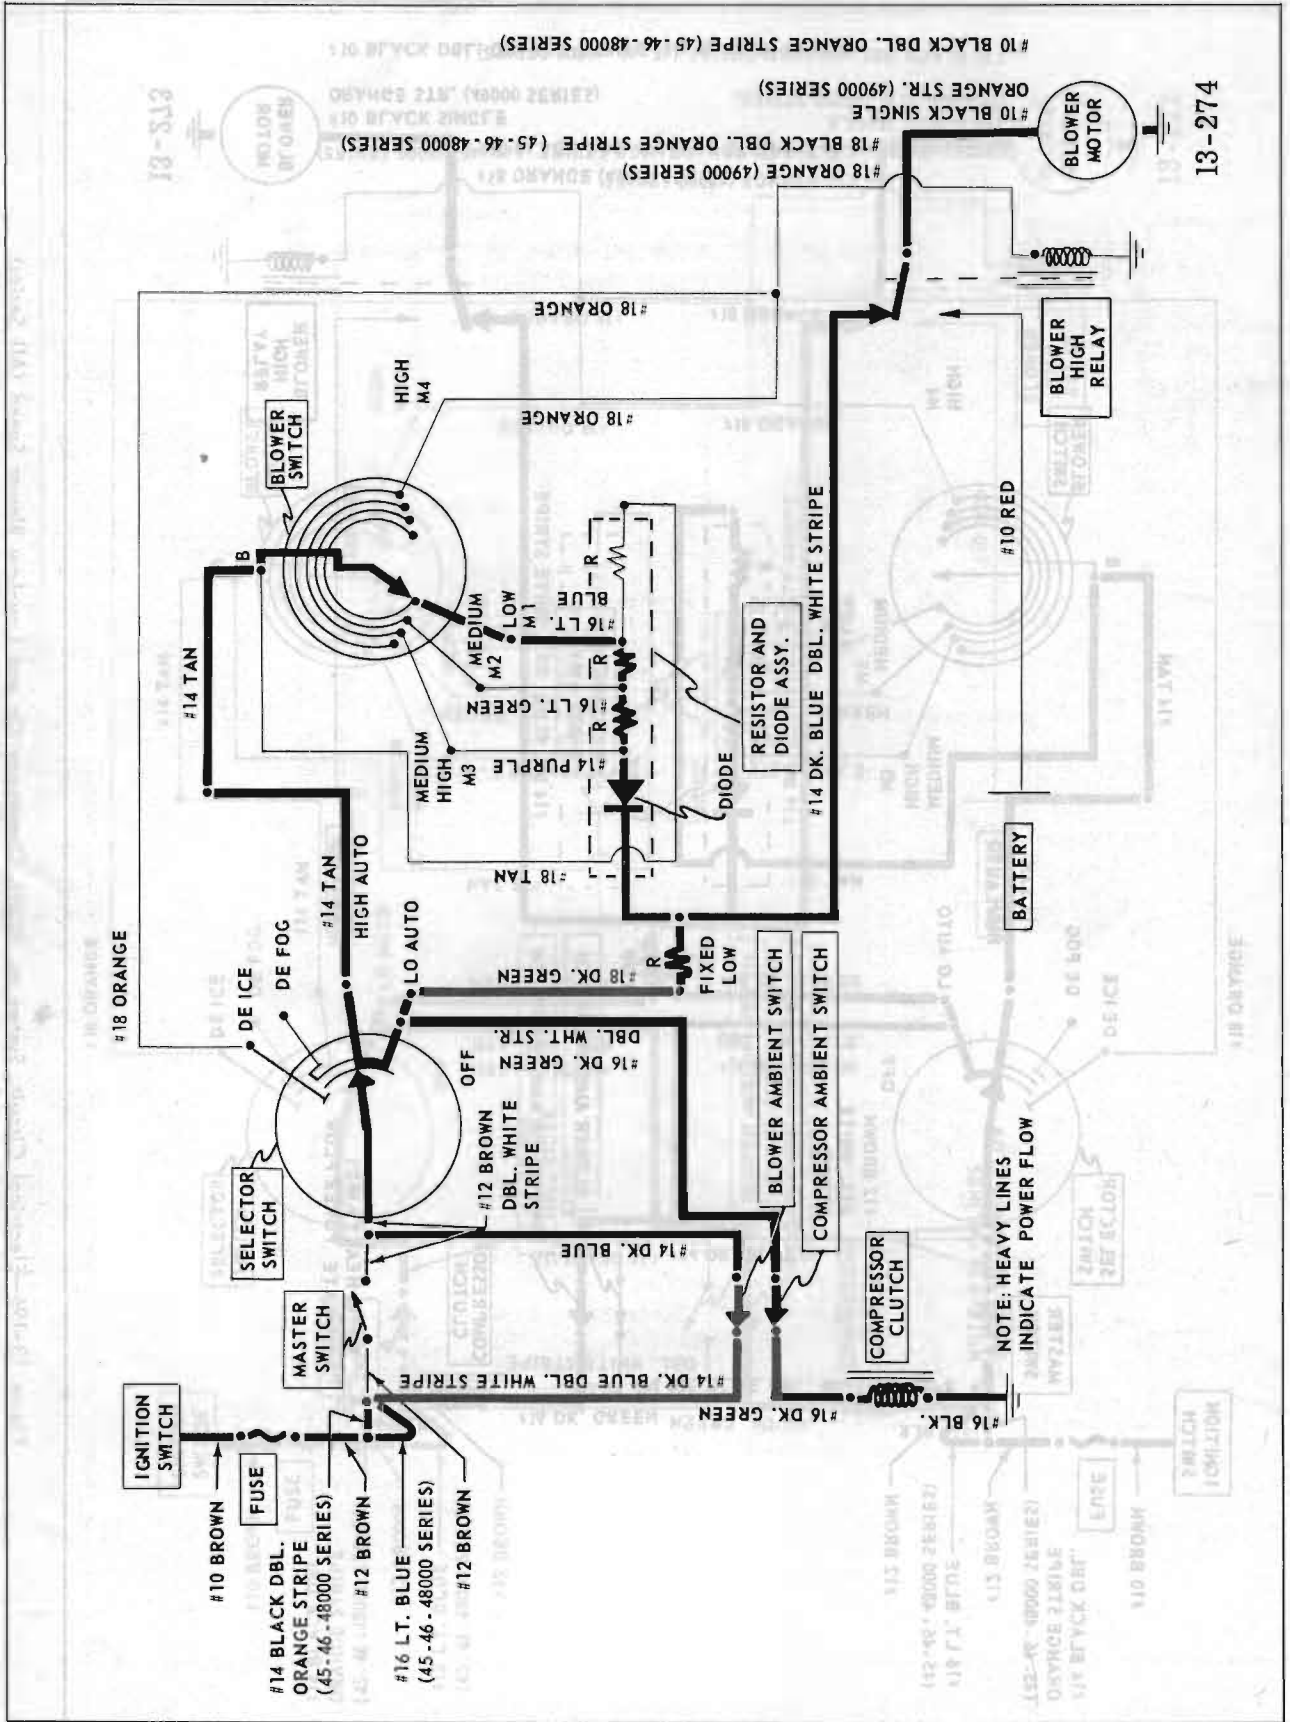 IGNITION
SWITCH
#10 BROWN
FUSE
#14 BLACK DBL.
ORANGE STRIPE
(45-46-48000 SERIES)
#12 BROWN
#16 LT. BLUE
(45-46-48000 SERIES)
#12 BROWN
MASTER
SWITCH
SELECTOR
SWITCH
#12 BROWN
DBL. WHITE
STRIPE
OFF
#18 ORANGE
DE ICE
DE FOG
#14 TAN
HIGH AUTO
LO AUTO
#14 DK. BLUE
#14 DK. BLUE DBL. WHITE STRIPE
#16 DK. GREEN
#16 DK. GREEN
DBL. WHT. STR.
#18 DK. GREEN
R
FIXED
LOW
BLOWER AMBIENT SWITCH
COMPRESSOR AMBIENT SWITCH
COMPRESSOR
CLUTCH
#16 BLK.
NOTE: HEAVY LINES
INDICATE POWER FLOW
#14 TAN
B
BLOWER
SWITCH
HIGH
M4
LOW
M1
MEDIUM
M2
MEDIUM
HIGH
M3
#18 ORANGE
#18 ORANGE
#16 LT.
BLUE
#16 LT. GREEN
#14 PURPLE
#18 TAN
R
R
R
DIODE
RESISTOR AND
DIODE ASSY.
#14 DK. BLUE DBL. WHITE STRIPE
BATTERY
#10 RED
BLOWER
HIGH
RELAY
BLOWER
MOTOR
#18 ORANGE (49000 SERIES)
#18 BLACK DBL. ORANGE STRIPE (45-46-48000 SERIES)
#10 BLACK SINGLE
ORANGE STR. (49000 SERIES)
#10 BLACK DBL. ORANGE STRIPE (45-46-48000 SERIES)
13-274